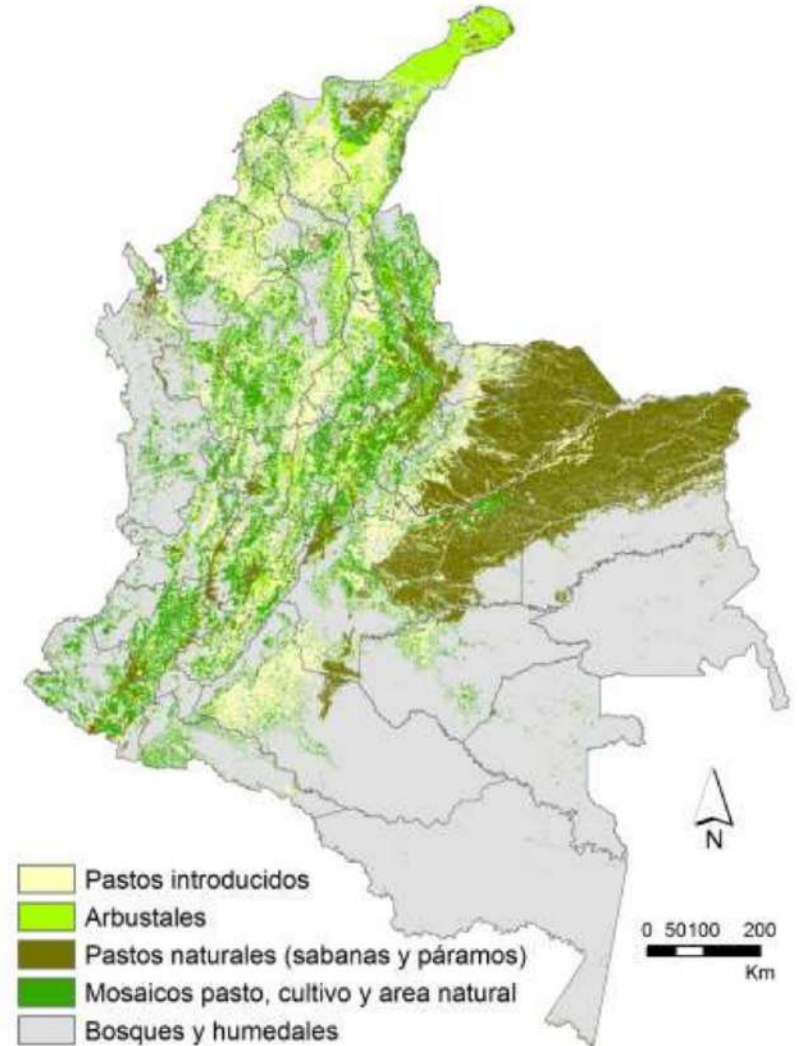 N
Pastos introducidos
Arbustales
Pastos naturales (sabanas y páramos)
Mosaicos pasto, cultivo y area natural
Bosques y humedales
0 50100 200
Km